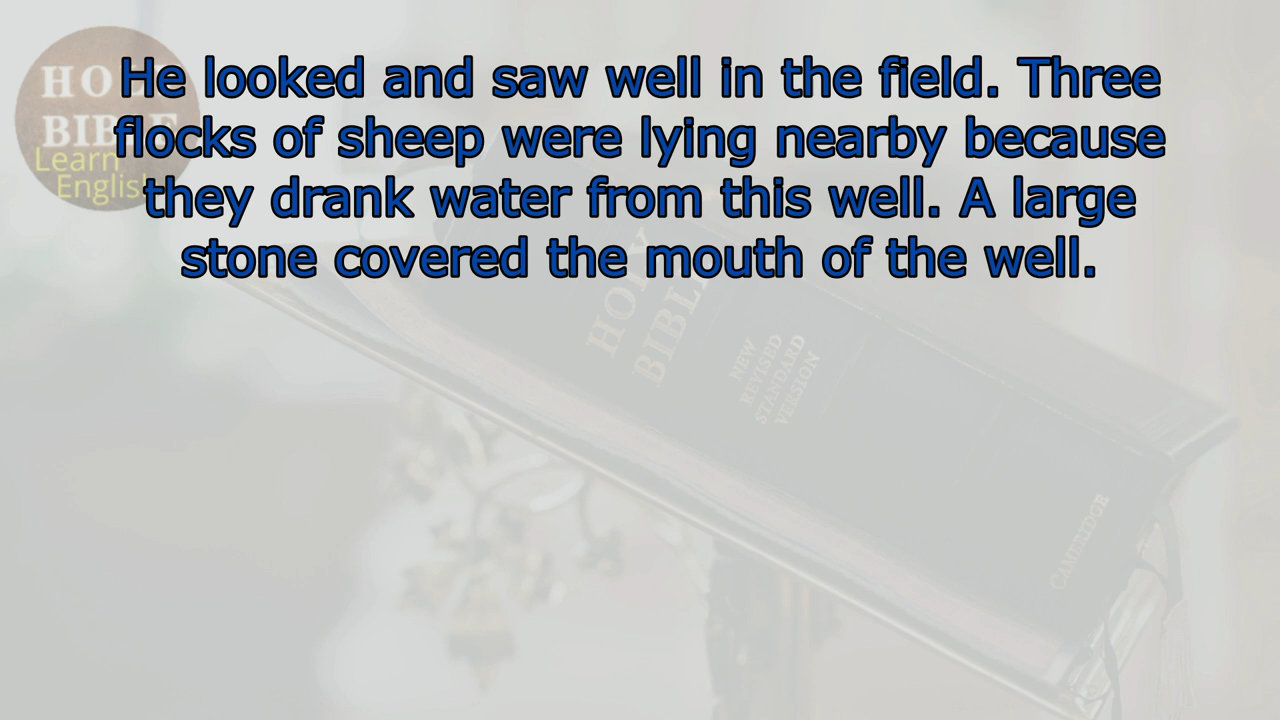 He looked and saw well in the field. Three
flocks of sheep were lying nearby because
they drank water from this well. A large
stone covered the mouth of the well.
HOLY
BIBLE
Learn
English
HOLY
BIBLE
NEW
REVISED
STANDARD
VERSION
CAMBRIDGE